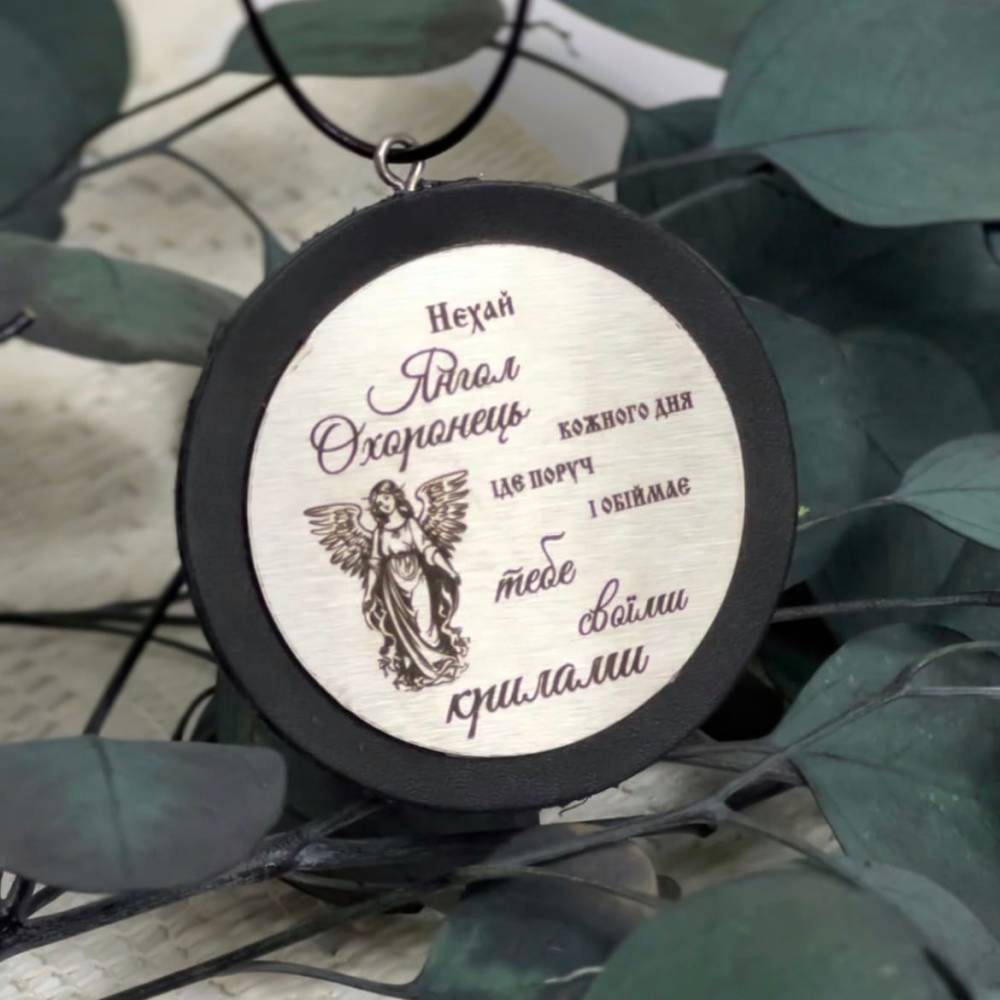 Нехай
Янгол
Охоронець
кожного дня
іде поруч
і обіймає
тебе
своїми
крилами